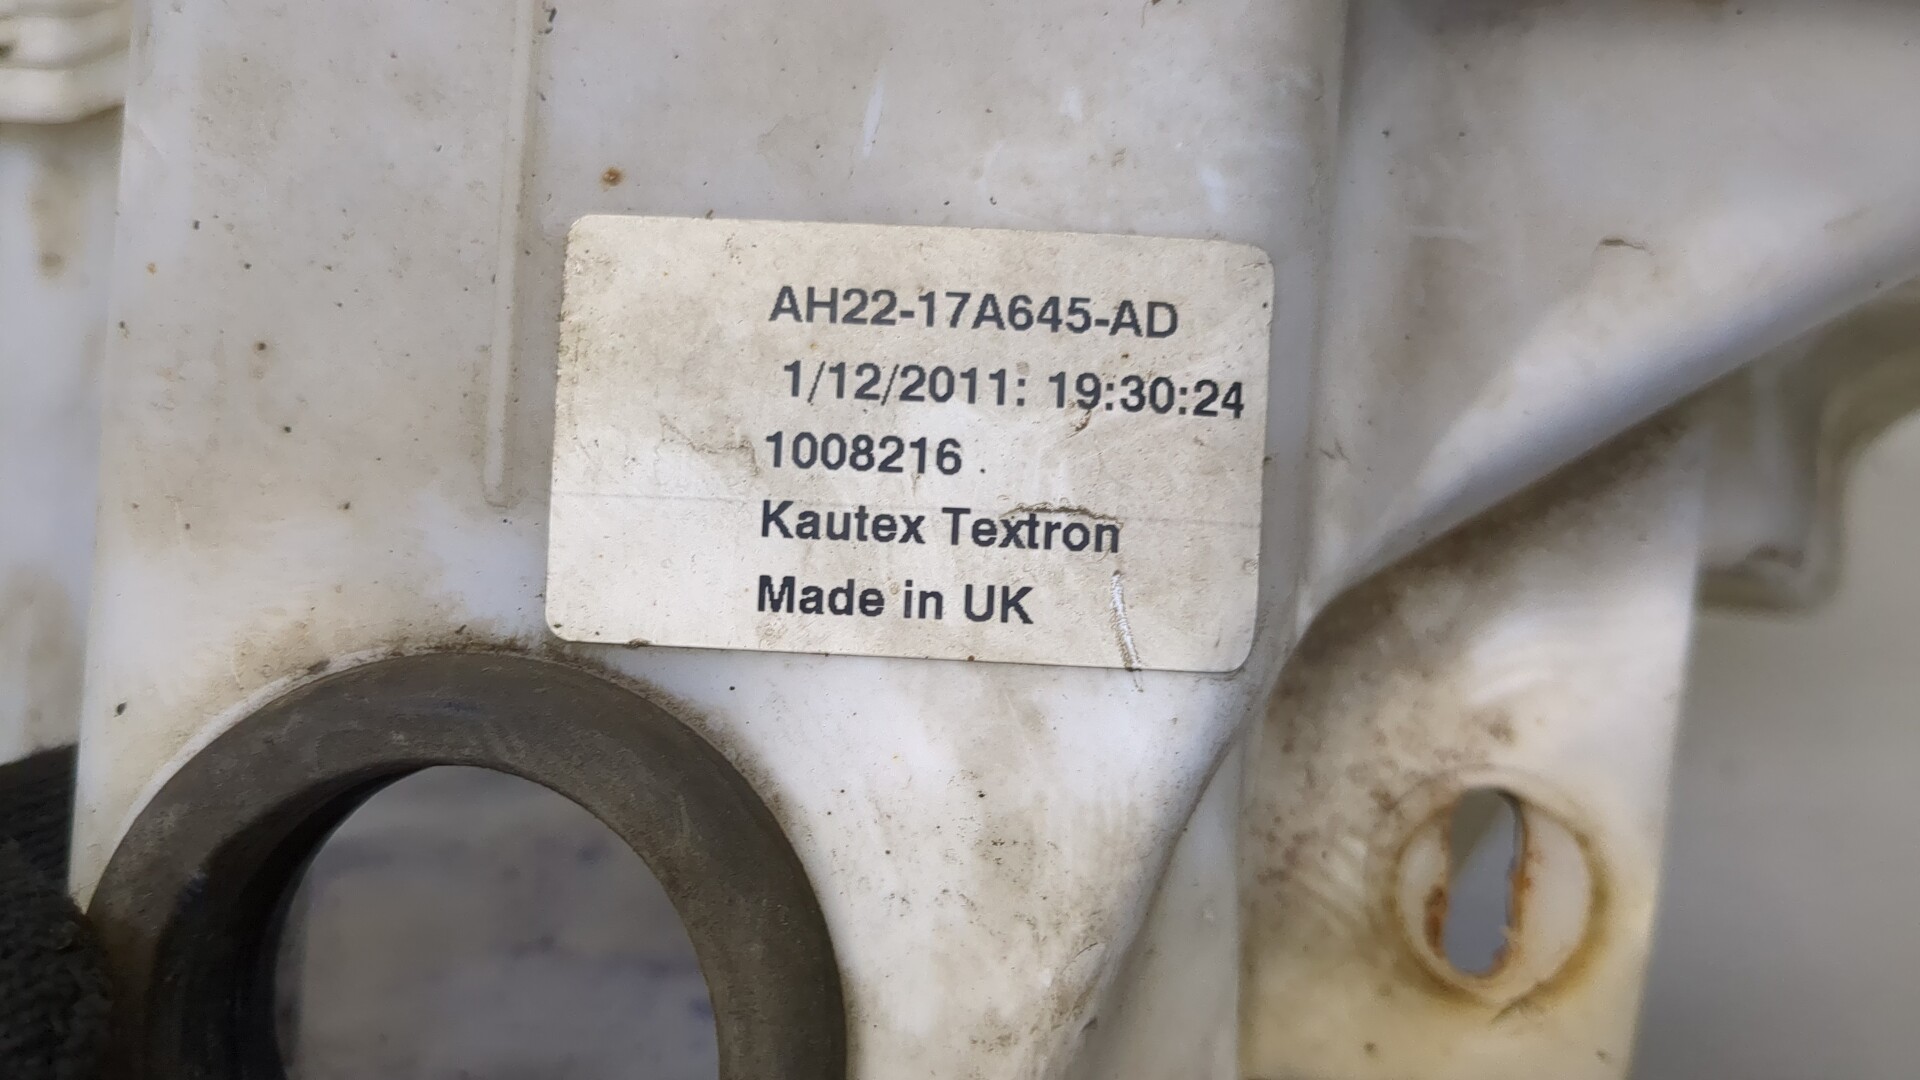 AH22-17A645-AD
1/12/2011: 19:30:24
1008216
Kautex Textron
Made in UK